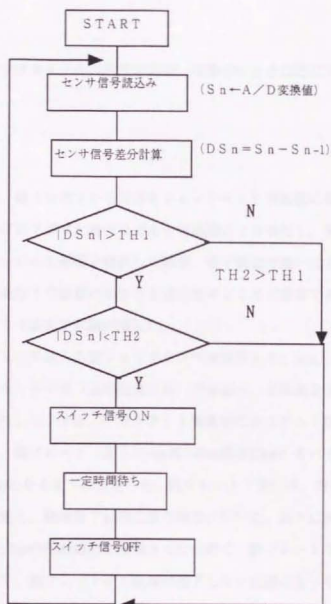 START
センサ信号読込み
(Sn←A/D変換値)
センサ信号差分計算
(DSn=Sn-Sn-1)
N
|DSn|>TH1
Y
TH2>TH1
N
|DSn|<TH2
Y
スイッチ信号ON
一定時間待ち
スイッチ信号OFF